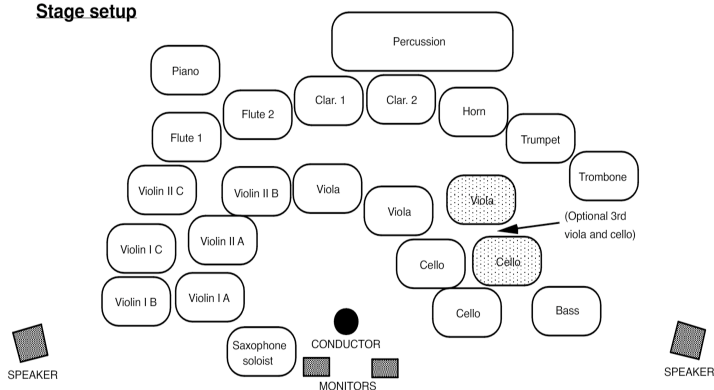 Stage setup
Percussion
Piano
Clar. 1
Clar. 2
Flute 2
Horn
Flute 1
Trumpet
Trombone
Violin II C
Violin II B
Viola
Viola
Viola
(Optional 3rd
viola and cello)
Violin II A
Violin I C
Cello
Cello
Violin I B
Violin I A
Cello
Bass
Saxophone
soloist
CONDUCTOR
SPEAKER
SPEAKER
MONITORS